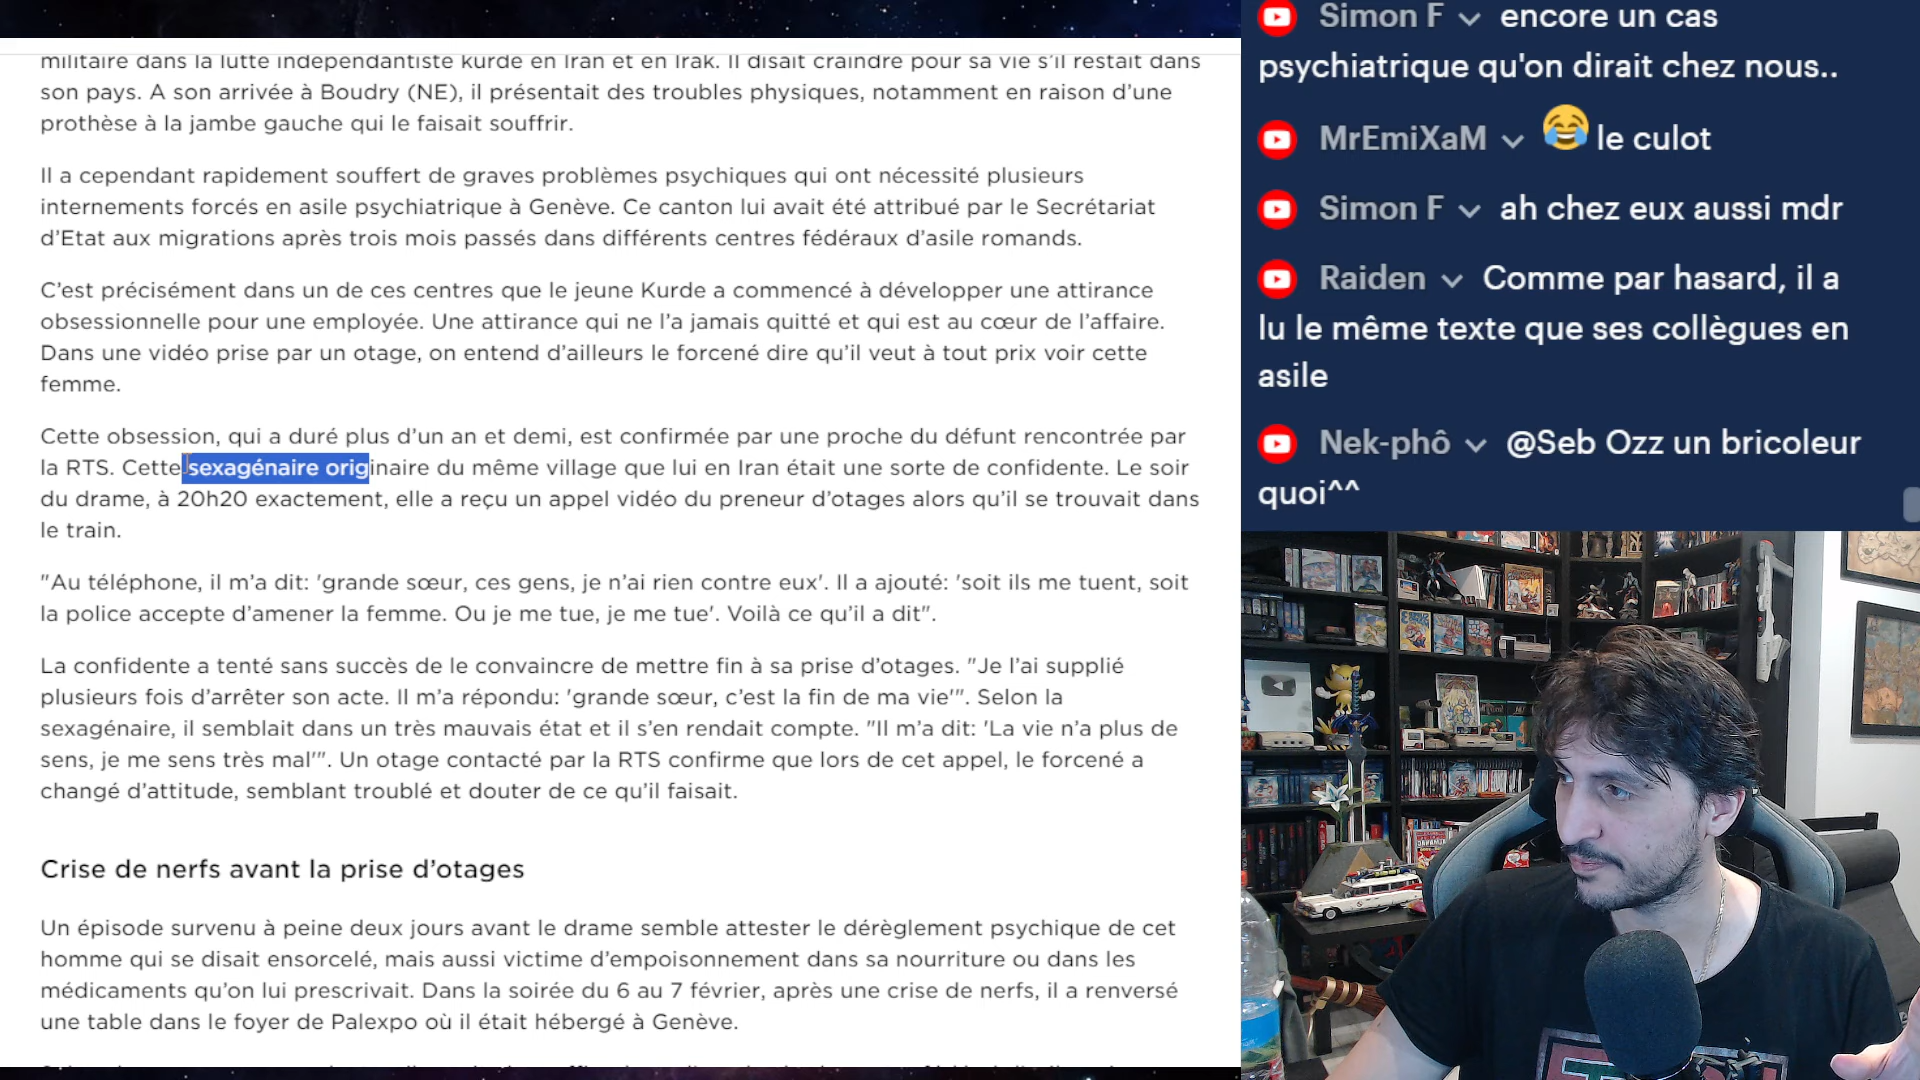 militaire dans la lutte indépendantiste kurde en Iran et en Irak. Il disait craindre pour sa vie s'il restait dans
son pays. A son arrivée à Boudry (NE), il présentait des troubles physiques, notamment en raison d'une
prothèse à la jambe gauche qui le faisait souffrir.
Il a cependant rapidement souffert de graves problèmes psychiques qui ont nécessité plusieurs
internements forcés en asile psychiatrique à Genève. Ce canton lui avait été attribué par le Secrétariat
d'Etat aux migrations après trois mois passés dans différents centres fédéraux d'asile romands.
C'est précisément dans un de ces centres que le jeune Kurde a commencé à développer une attirance
obsessionnelle pour une employée. Une attirance qui ne l'a jamais quitté et qui est au cœur de l'affaire.
Dans une vidéo prise par un otage, on entend d'ailleurs le forcené dire qu'il veut à tout prix voir cette
femme.
Cette obsession, qui a duré plus d'un an et demi, est confirmée par une proche du défunt rencontrée par
la RTS. Cette sexagénaire originaire du même village que lui en Iran était une sorte de confidente. Le soir
du drame, à 20h20 exactement, elle a reçu un appel vidéo du preneur d'otages alors qu'il se trouvait dans
le train.
"Au téléphone, il m'a dit: 'grande sœur, ces gens, je n'ai rien contre eux'. Il a ajouté: 'soit ils me tuent, soit
la police accepte d'amener la femme. Ou je me tue, je me tue'. Voilà ce qu'il a dit".
La confidente a tenté sans succès de le convaincre de mettre fin à sa prise d'otages. "Je l'ai supplié
plusieurs fois d'arrêter son acte. Il m'a répondu: 'grande sœur, c'est la fin de ma vie'". Selon la
sexagénaire, il semblait dans un très mauvais état et il s'en rendait compte. "Il m'a dit: 'La vie n'a plus de
sens, je me sens très mal'". Un otage contacté par la RTS confirme que lors de cet appel, le forcené a
changé d'attitude, semblant troublé et douter de ce qu'il faisait.
Crise de nerfs avant la prise d'otages
Un épisode survenu à peine deux jours avant le drame semble attester le dérèglement psychique de cet
homme qui se disait ensorcelé, mais aussi victime d'empoisonnement dans sa nourriture ou dans les
médicaments qu'on lui prescrivait. Dans la soirée du 6 au 7 février, après une crise de nerfs, il a renversé
une table dans le foyer de Palexpo où il était hébergé à Genève.
Simon F encore un cas
psychiatrique qu'on dirait chez nous..
MrEmiXaM 😂 le culot
Simon F ah chez eux aussi mdr
Raiden Comme par hasard, il a
lu le même texte que ses collègues en
asile
Nek-phô @Seb Ozz un bricoleur
quoi^^